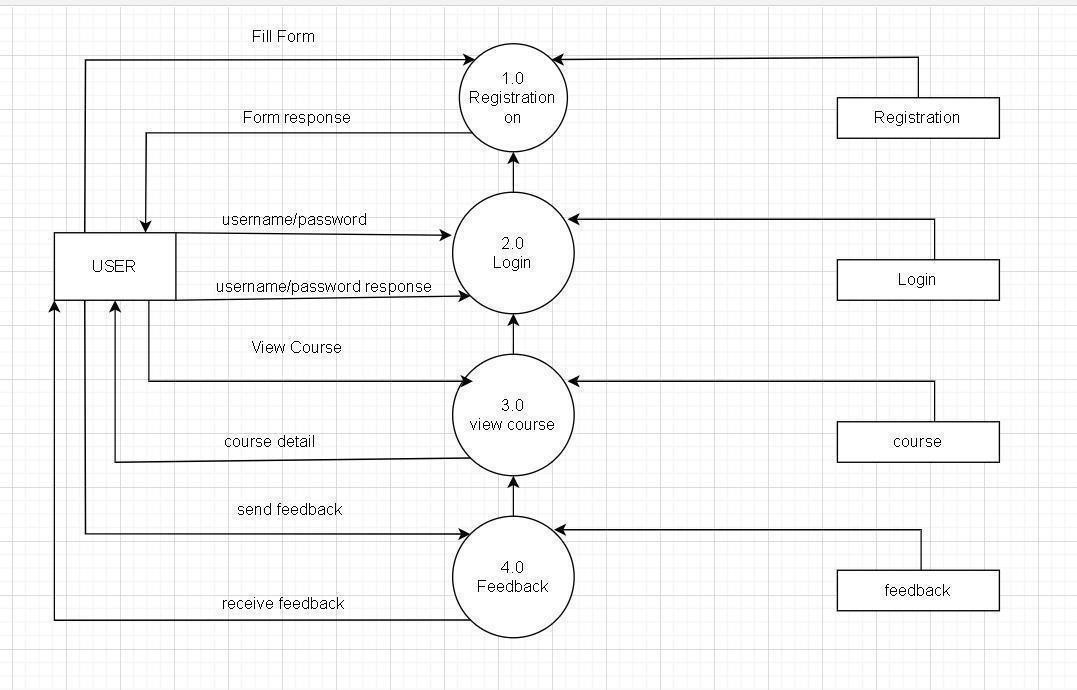 Fill Form
1.0
Registration
on
Registration
Form response
username/password
2.0
Login
Login
USER
username/password response
View Course
3.0
view course
course
course detail
send feedback
4.0
Feedback
feedback
receive feedback